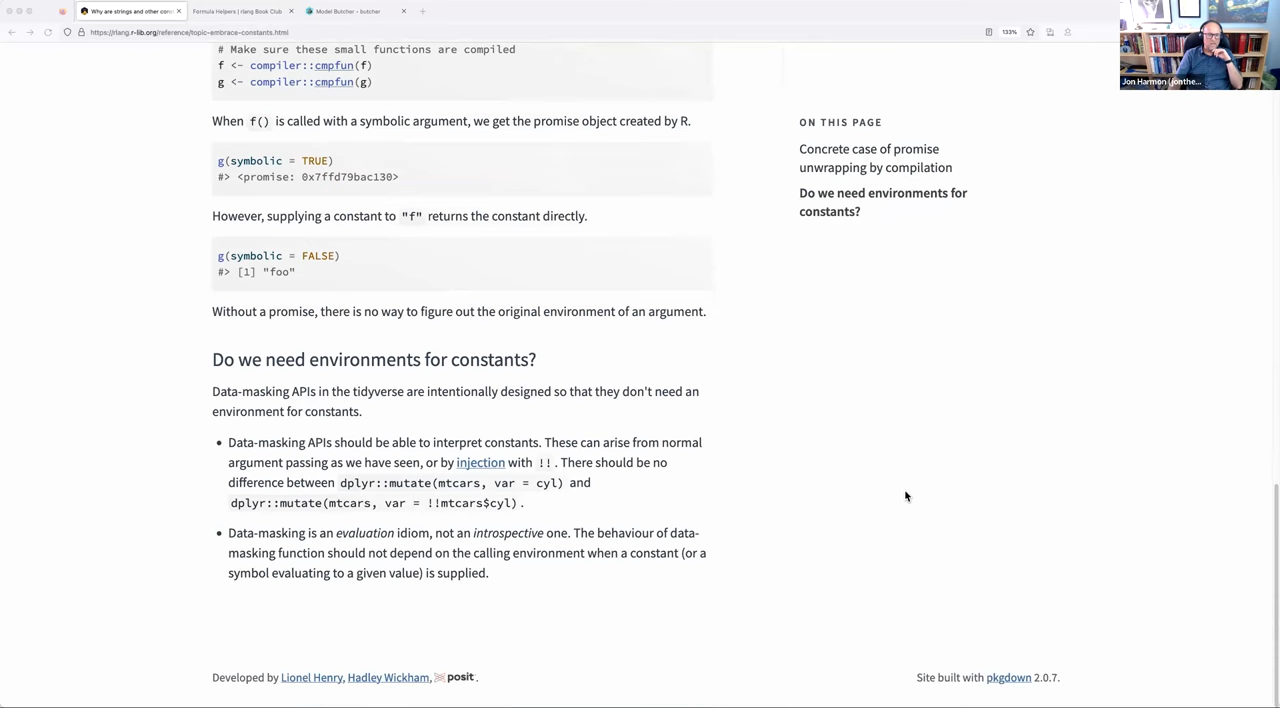 Why are strings and other cons
Formula Helpers | rlang Book Club
Model Butcher - butcher
https://rlang.r-lib.org/reference/topic-embrace-constants.html
133%
Jon Harmon (jonthe...
# Make sure these small functions are compiled
f <- compiler::cmpfun(f)
g <- compiler::cmpfun(g)
When f() is called with a symbolic argument, we get the promise object created by R.
g(symbolic = TRUE)
#> <promise: 0x7ffd79bac130>
However, supplying a constant to "f" returns the constant directly.
g(symbolic = FALSE)
#> [1] "foo"
Without a promise, there is no way to figure out the original environment of an argument.
Do we need environments for constants?
Data-masking APIs in the tidyverse are intentionally designed so that they don't need an
environment for constants.
• Data-masking APIs should be able to interpret constants. These can arise from normal
argument passing as we have seen, or by injection with !!. There should be no
difference between dplyr::mutate(mtcars, var = cyl) and
dplyr::mutate(mtcars, var = !!mtcars$cyl).
• Data-masking is an evaluation idiom, not an introspective one. The behaviour of data-
masking function should not depend on the calling environment when a constant (or a
symbol evaluating to a given value) is supplied.
ON THIS PAGE
Concrete case of promise
unwrapping by compilation
Do we need environments for
constants?
Developed by Lionel Henry, Hadley Wickham, posit.
Site built with pkgdown 2.0.7.